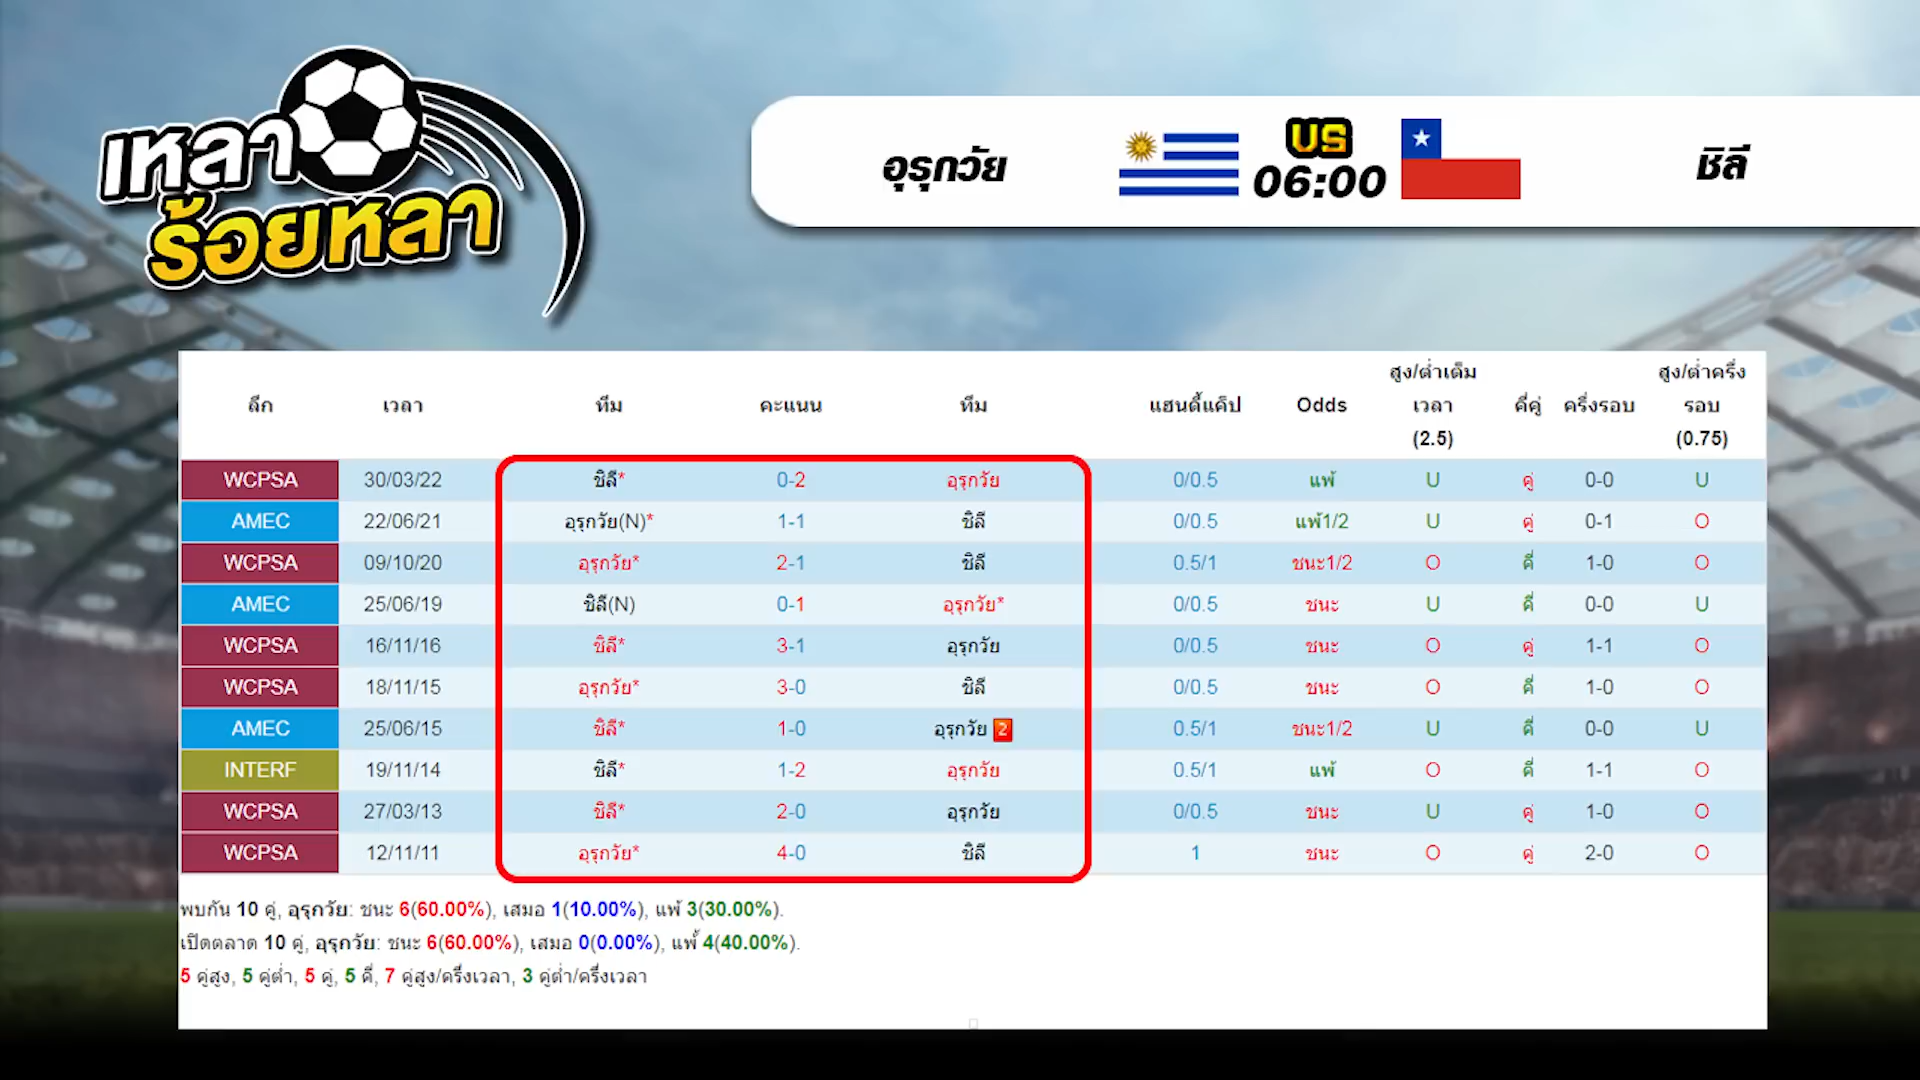 เหลา
ร้อยหลา
อุรุกวัย VS ชิลี
06:00
ลีก เวลา ทีม คะแนน ทีม แฮนดี้แค็ป Odds สูง/ต่ำเต็มเวลา (2.5) คี่คู่ ครึ่งรอบ สูง/ต่ำครึ่งรอบ (0.75)
WCPSA 30/03/22 ชิลี* 0-2 อุรุกวัย 0/0.5 แพ้ U คู่ 0-0 U
AMEC 22/06/21 อุรุกวัย(N)* 1-1 ชิลี 0/0.5 แพ้1/2 U คู่ 0-1 O
WCPSA 09/10/20 อุรุกวัย* 2-1 ชิลี 0.5/1 ชนะ1/2 O คี่ 1-0 O
AMEC 25/06/19 ชิลี(N) 0-1 อุรุกวัย* 0/0.5 ชนะ U คี่ 0-0 U
WCPSA 16/11/16 ชิลี* 3-1 อุรุกวัย 0/0.5 ชนะ O คู่ 1-1 O
WCPSA 18/11/15 อุรุกวัย* 3-0 ชิลี 0/0.5 ชนะ O คี่ 1-0 O
AMEC 25/06/15 ชิลี* 1-0 อุรุกวัย 2 0.5/1 ชนะ1/2 U คี่ 0-0 U
INTERF 19/11/14 ชิลี* 1-2 อุรุกวัย 0.5/1 แพ้ O คี่ 1-1 O
WCPSA 27/03/13 ชิลี* 2-0 อุรุกวัย 0/0.5 ชนะ U คู่ 1-0 O
WCPSA 12/11/11 อุรุกวัย* 4-0 ชิลี 1 ชนะ O คู่ 2-0 O
พบกัน 10 คู่, อุรุกวัย: ชนะ 6(60.00%), เสมอ 1(10.00%), แพ้ 3(30.00%).
เปิดตลาด 10 คู่, อุรุกวัย: ชนะ 6(60.00%), เสมอ 0(0.00%), แพ้ 4(40.00%).
5 คู่สูง, 5 คู่ต่ำ, 5 คู่, 5 คี่, 7 คู่สูง/ครึ่งเวลา, 3 คู่ต่ำ/ครึ่งเวลา